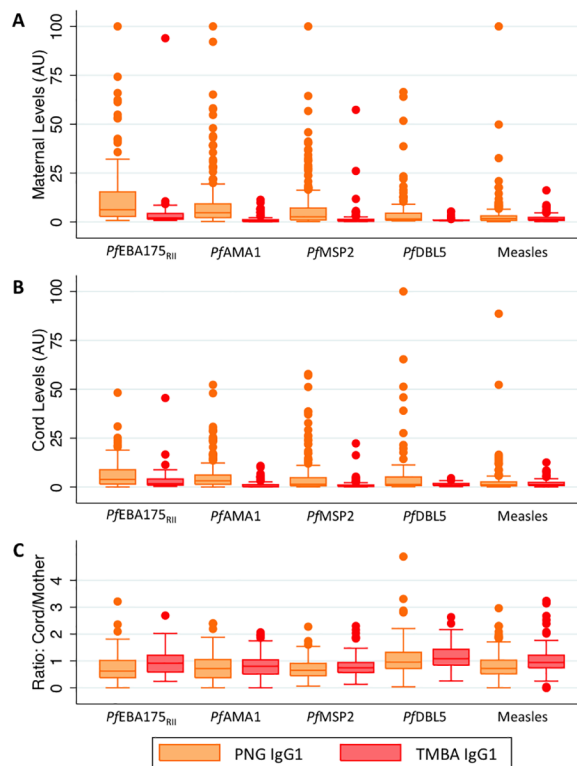 A
Maternal Levels (AU)
100
75
50
25
0
PfEBA175RII PfAMA1 PfMSP2 PfDBL5 Measles
B
Cord Levels (AU)
100
75
50
25
0
PfEBA175RII PfAMA1 PfMSP2 PfDBL5 Measles
C
Ratio: Cord/Mother
4
3
2
1
0
PfEBA175RII PfAMA1 PfMSP2 PfDBL5 Measles
PNG IgG1 TMBA IgG1